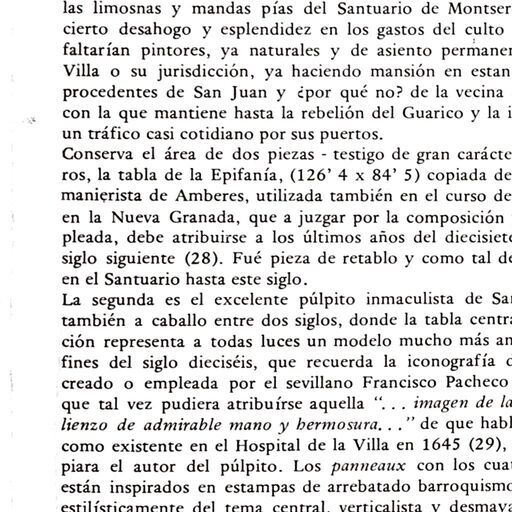 las limosnas y mandas pías del Santuario de Montser
cierto desahogo y esplendidez en los gastos del culto
faltarían pintores, ya naturales y de asiento permaner
Villa o su jurisdicción, ya haciendo mansión en estan
procedentes de San Juan y ¿por qué no? de la vecina
con la que mantiene hasta la rebelión del Guarico y la i
un tráfico casi cotidiano por sus puertos.
Conserva el área de dos piezas - testigo de gran carácte
ros, la tabla de la Epifanía, (126' 4 x 84' 5) copiada de
manierista de Amberes, utilizada también en el curso de
en la Nueva Granada, que a juzgar por la composición
pleada, debe atribuirse a los últimos años del diecisiete
siglo siguiente (28). Fué pieza de retablo y como tal de
en el Santuario hasta este siglo.
La segunda es el excelente púlpito inmaculista de Sa
también a caballo entre dos siglos, donde la tabla centra
ción representa a todas luces un modelo mucho más an
fines del siglo dieciséis, que recuerda la iconografía d
creado o empleada por el sevillano Francisco Pacheco
que tal vez pudiera atribuírse aquella "... imagen de la
lienzo de admirable mano y hermosura..." de que habl
como existente en el Hospital de la Villa en 1645 (29),
piara el autor del púlpito. Los panneaux con los cua
están inspirados en estampas de arrebatado barroquismo
estilísticamente del tema central, verticalista y desmaya